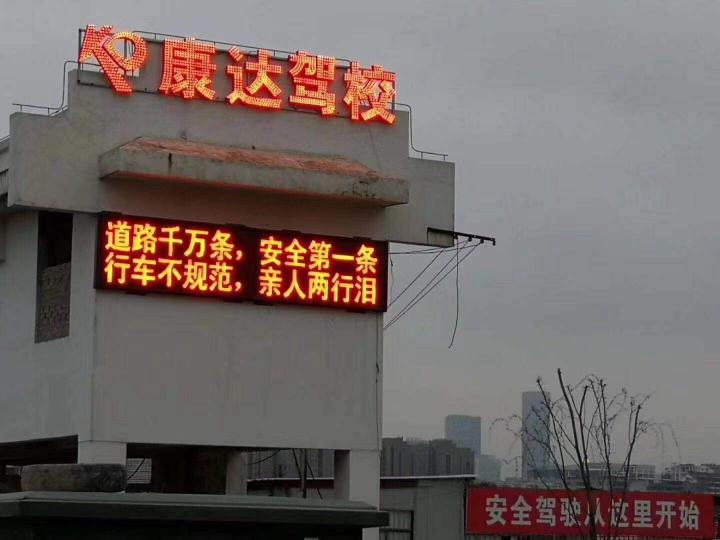 康达驾校
道路千万条，安全第一条
行车不规范，亲人两行泪
安全驾驶从这里开始